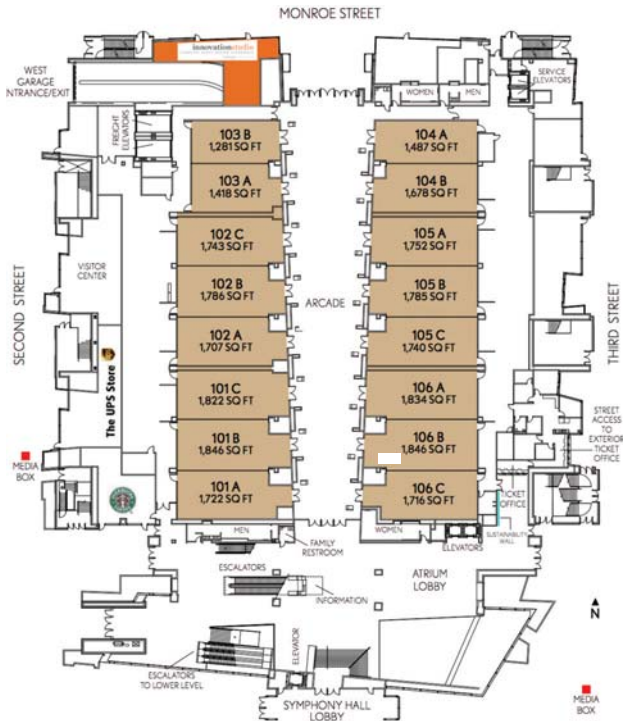 MONROE STREET
innovationstudio
WEST
GARAGE
NTRANCE/EXIT
FREIGHT
ELEVATORS
WOMEN
MEN
SERVICE
ELEVATORS
103 B
1,281 SQ FT
104 A
1,487 SQ FT
103 A
1,418 SQ FT
104 B
1,678 SQ FT
102 C
1,743 SQ FT
105 A
1,752 SQ FT
VISITOR
CENTER
102 B
1,786 SQ FT
ARCADE
105 B
1,785 SQ FT
SECOND STREET
THIRD STREET
102 A
1,707 SQ FT
105 C
1,740 SQ FT
The UPS Store
101 C
1,822 SQ FT
106 A
1,834 SQ FT
STREET
ACCESS
TO
EXTERIOR
TICKET
OFFICE
101 B
1,846 SQ FT
106 B
1,846 SQ FT
MEDIA
BOX
101 A
1,722 SQ FT
106 C
1,716 SQ FT
TICKET
OFFICE
SUSTAINABILITY
WALL
MEN
FAMILY
RESTROOM
WOMEN
ELEVATORS
ESCALATORS
INFORMATION
ATRIUM
LOBBY
N
ELEVATOR
ESCALATORS
TO LOWER LEVEL
SYMPHONY HALL
LOBBY
MEDIA
BOX